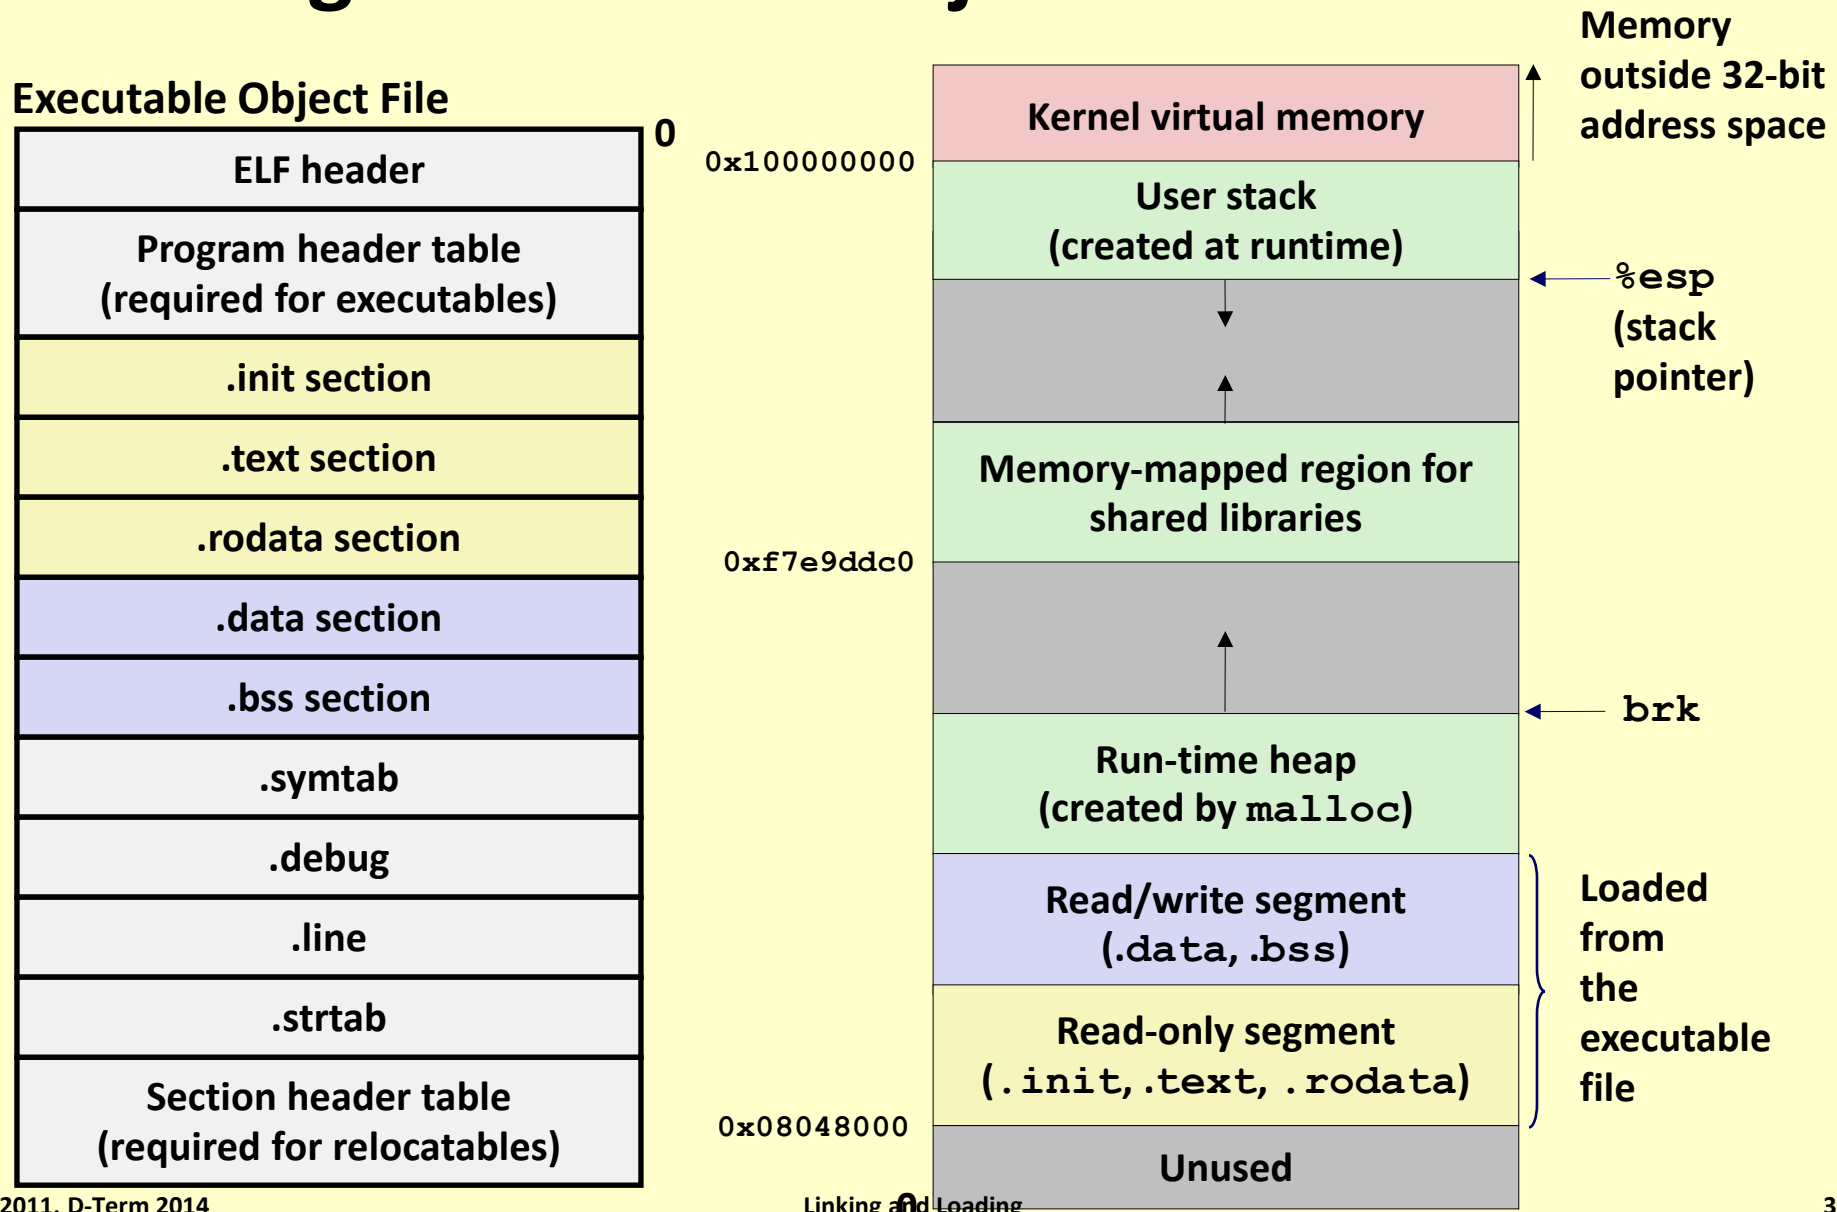 Executable Object File
0
ELF header
Program header table
(required for executables)
.init section
.text section
.rodata section
.data section
.bss section
.symtab
.debug
.line
.strtab
Section header table
(required for relocatables)
0x100000000
0xf7e9ddc0
0x08048000
0
Kernel virtual memory
User stack
(created at runtime)
Memory-mapped region for
shared libraries
Run-time heap
(created by malloc)
Read/write segment
(.data, .bss)
Read-only segment
(.init, .text, .rodata)
Unused
Memory
outside 32-bit
address space
%esp
(stack
pointer)
brk
Loaded
from
the
executable
file
2011, D-Term 2014
Linking and Loading
3